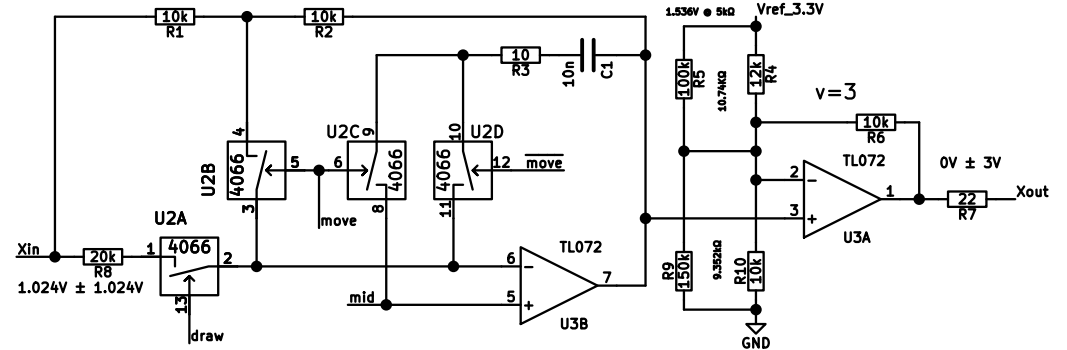 10k
R1
10k
R2
1.536V @ 5kΩ
Vref_3.3V
10
R3
10n
C1
100k
R5
10.74KΩ
12k
R4
v=3
10k
R6
4
U2B
4066
5
3
U2C
9
6
4066
8
10
U2D
4066
12
move
11
move
TL072
2
3
1
U3A
0V ± 3V
22
R7
Xout
U2A
Xin
20k
R8
1
4066
2
13
draw
1.024V ± 1.024V
mid
6
5
TL072
7
U3B
R9
150k
9.352kΩ
R10
10k
GND